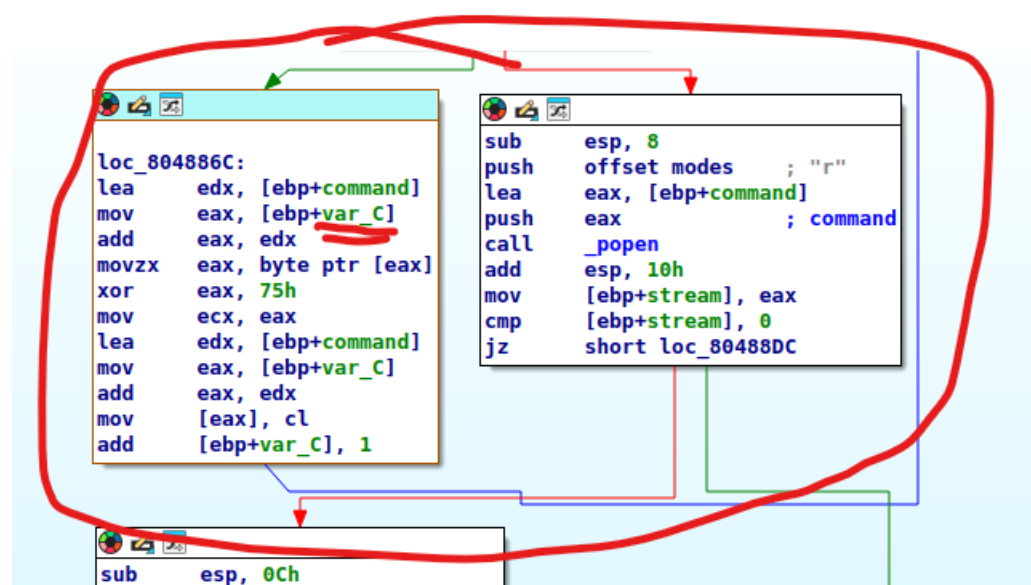 loc_804886C:
lea edx, [ebp+command]
mov eax, [ebp+var_C]
add eax, edx
movzx eax, byte ptr [eax]
xor eax, 75h
mov ecx, eax
lea edx, [ebp+command]
mov eax, [ebp+var_C]
add eax, edx
mov [eax], cl
add [ebp+var_C], 1
sub esp, 8
push offset modes ; "r"
lea eax, [ebp+command]
push eax ; command
call _popen
add esp, 10h
mov [ebp+stream], eax
cmp [ebp+stream], 0
jz short loc_80488DC
sub esp, 0Ch